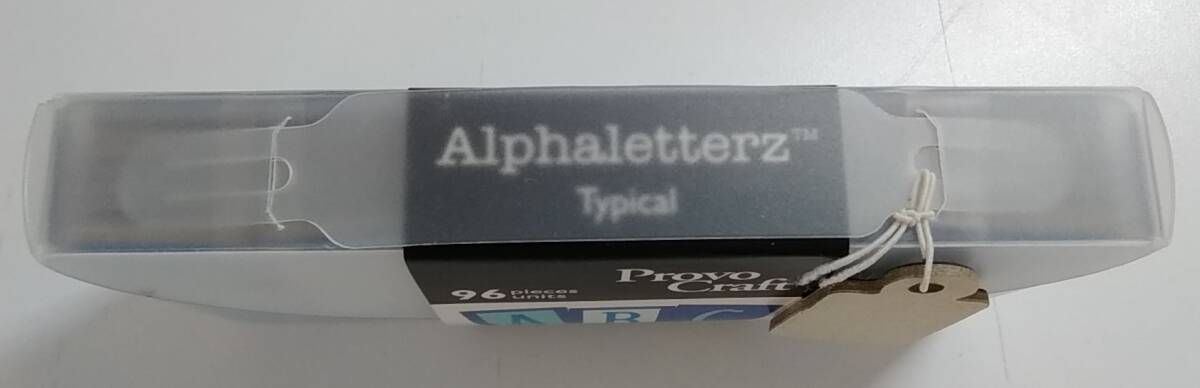 Alphaletterz™
Typical
Provo
Craft
96 pieces
units
A B C